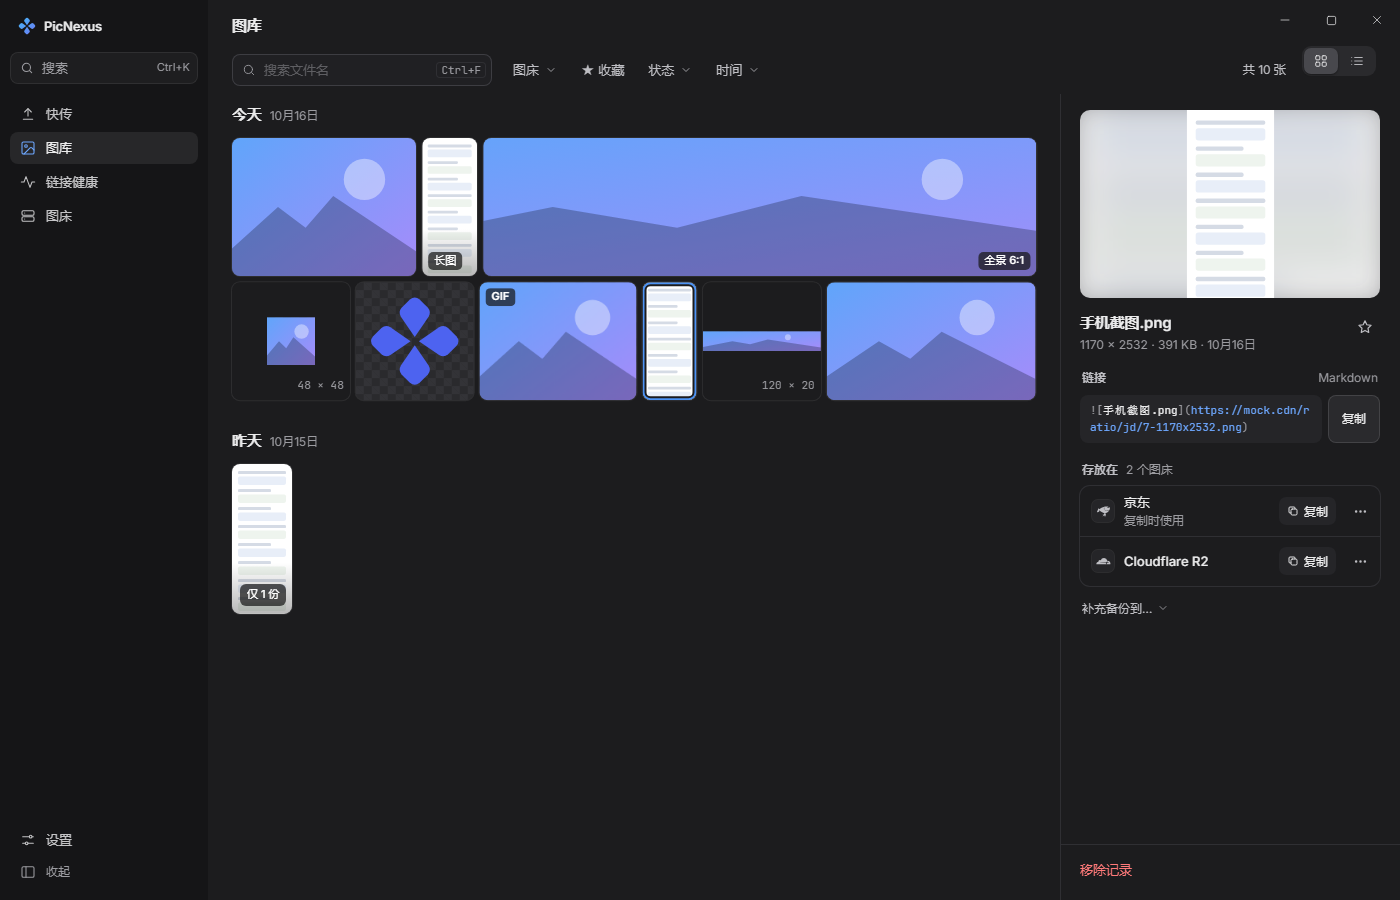 PicNexus
搜索 Ctrl+K
快传
图库
链接健康
图床
设置
收起
图库
搜索文件名 Ctrl+F
图床
★ 收藏
状态
时间
共 10 张
今天 10月16日
长图
全景 6:1
48 × 48
GIF
120 × 20
昨天 10月15日
仅 1 份
手机截图.png
1170 × 2532 · 391 KB · 10月16日
链接 Markdown
![手机截图.png](https://mock.cdn/r
atio/jd/7-1170x2532.png)
复制
存放在 2 个图床
京东
复制时使用
复制
Cloudflare R2
复制
补充备份到...
移除记录